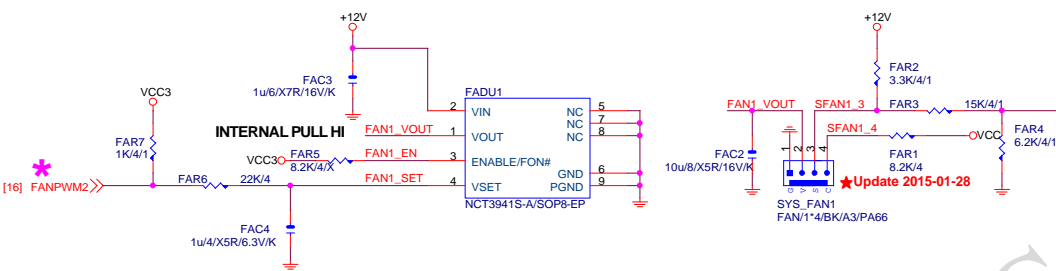 +12V
FAC3
1u/6/X7R/16V/K
VCC3
FAR7
1K/4/1
INTERNAL PULL HI
FAN1_VOUT
VCC3
FAR5
8.2K/4/X
FAN1_EN
[16] FANPWM2
FAR6
22K/4
FAN1_SET
FAC4
1u/4/X5R/6.3V/K
FADU1
2 VIN NC 5
NC 7
1 VOUT NC 8
3 ENABLE/FON#
GND 6
4 VSET PGND 9
NCT3941S-A/SOP8-EP
+12V
FAR2
3.3K/4/1
FAN1_VOUT
SFAN1_3
FAR3
15K/4/1
SFAN1_4
VCC
FAR4
6.2K/4/1
FAR1
8.2K/4
FAC2
10u/8/X5R/16V/K
1 2 3 4
G V S C
Update 2015-01-28
SYS_FAN1
FAN/1*4/BK/A3/PA66